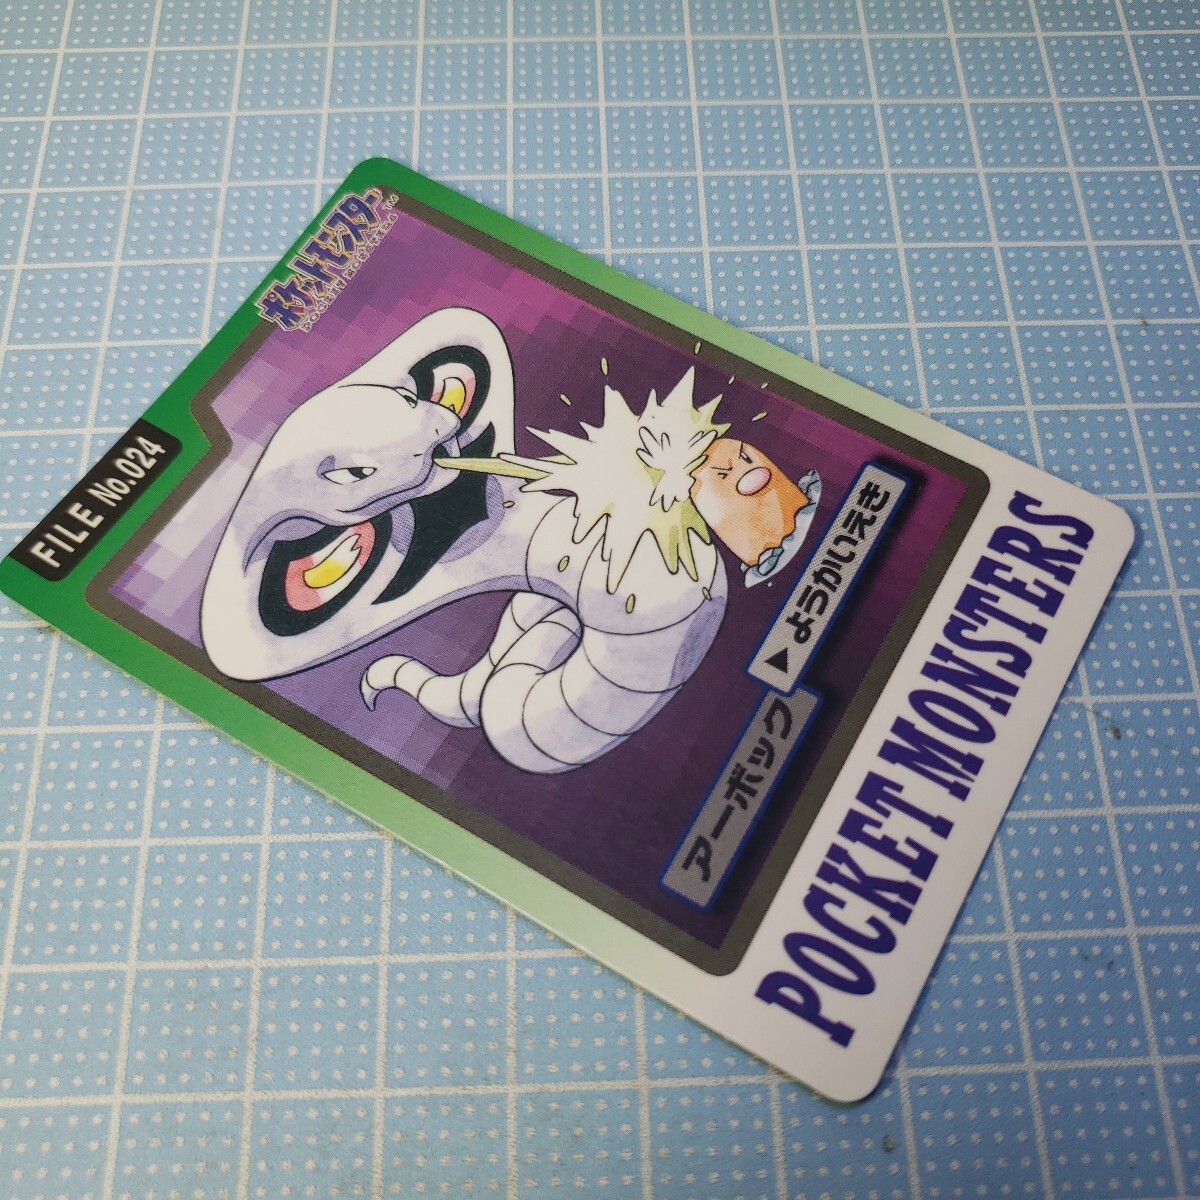 ポケットモンスター TM
POCKET MONSTERS
FILE No.024
▶ようかいえき
アーボック
POCKET MONSTERS